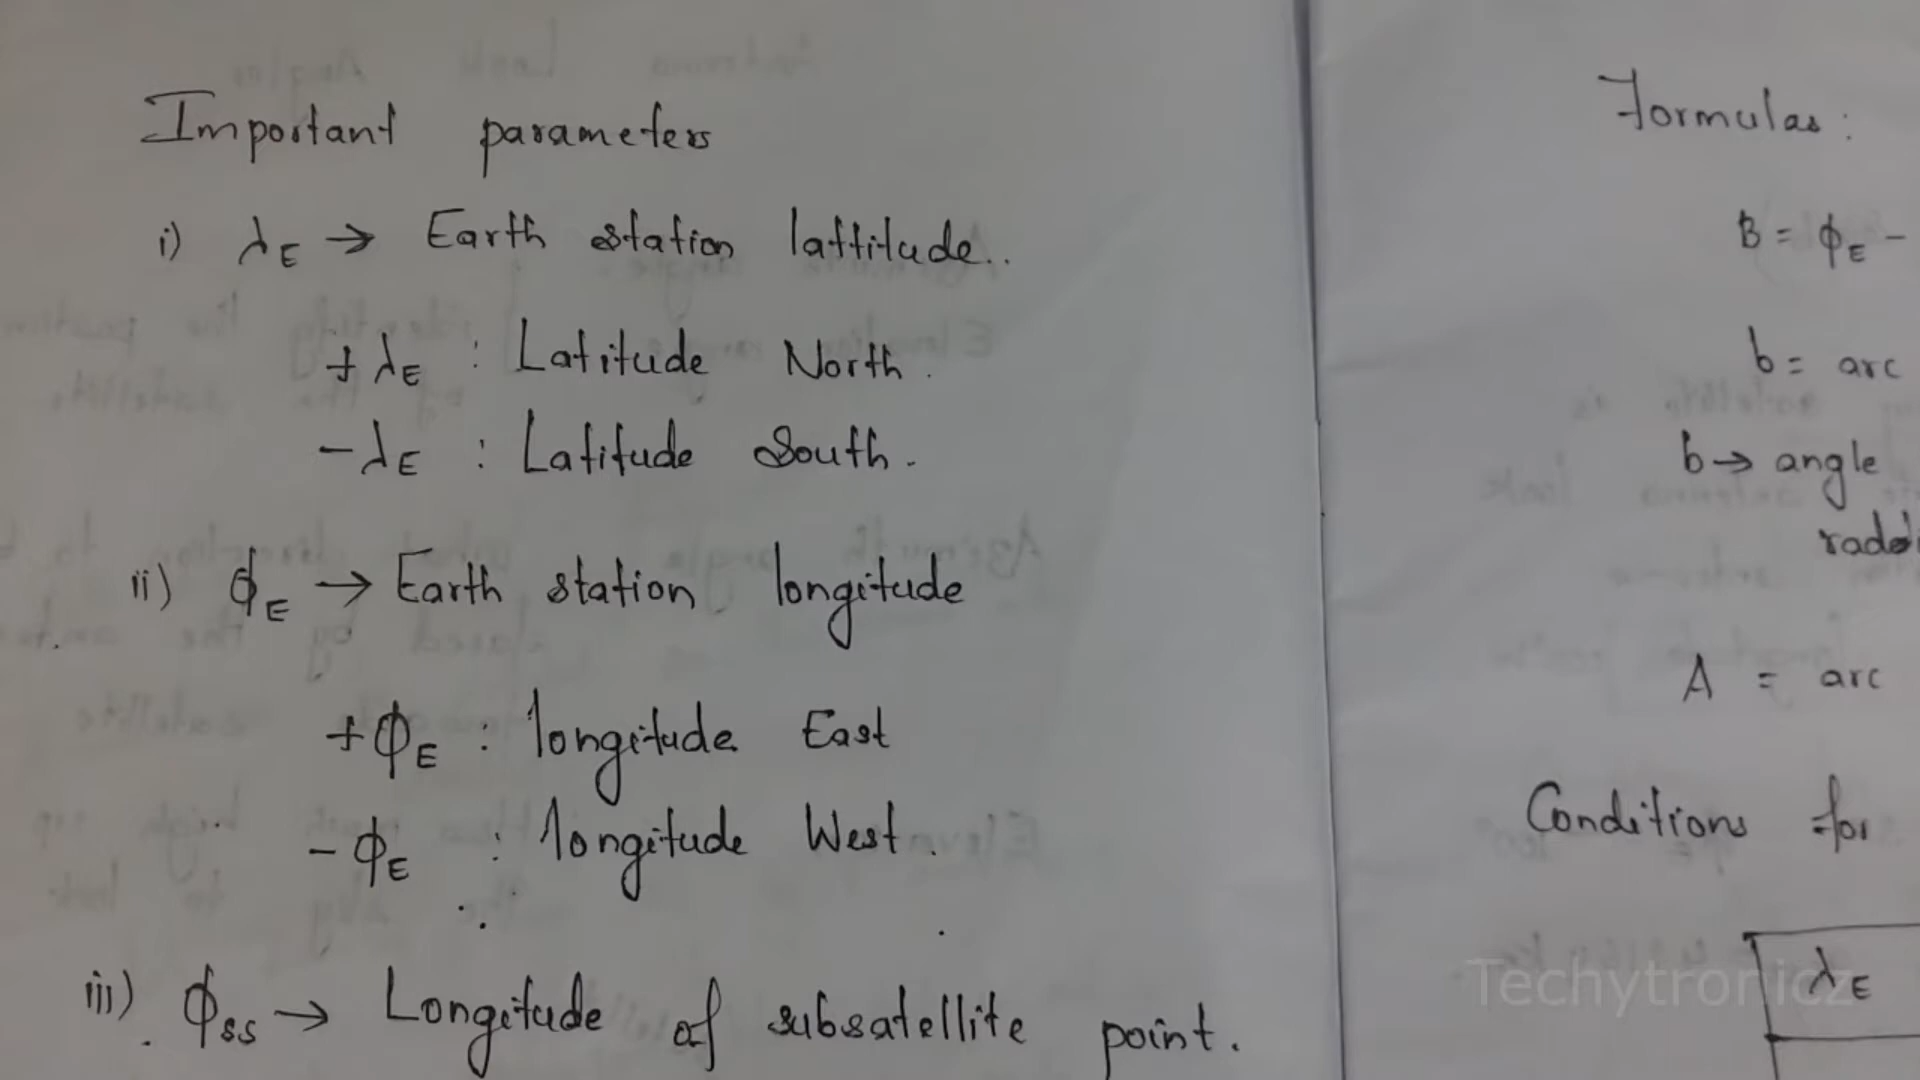 Important parameters
i) λE → Earth station lattitude..
+λE : Latitude North.
-λE : Latitude South.
ii) ϕE → Earth station longitude
+ϕE : longitude East
-ϕE : longitude West.
iii) ϕss → Longitude of subsatellite point.
Formulas:
B = ϕE -
b = arc
b → angle
A = arc
Conditions for
λE
Techytronicz